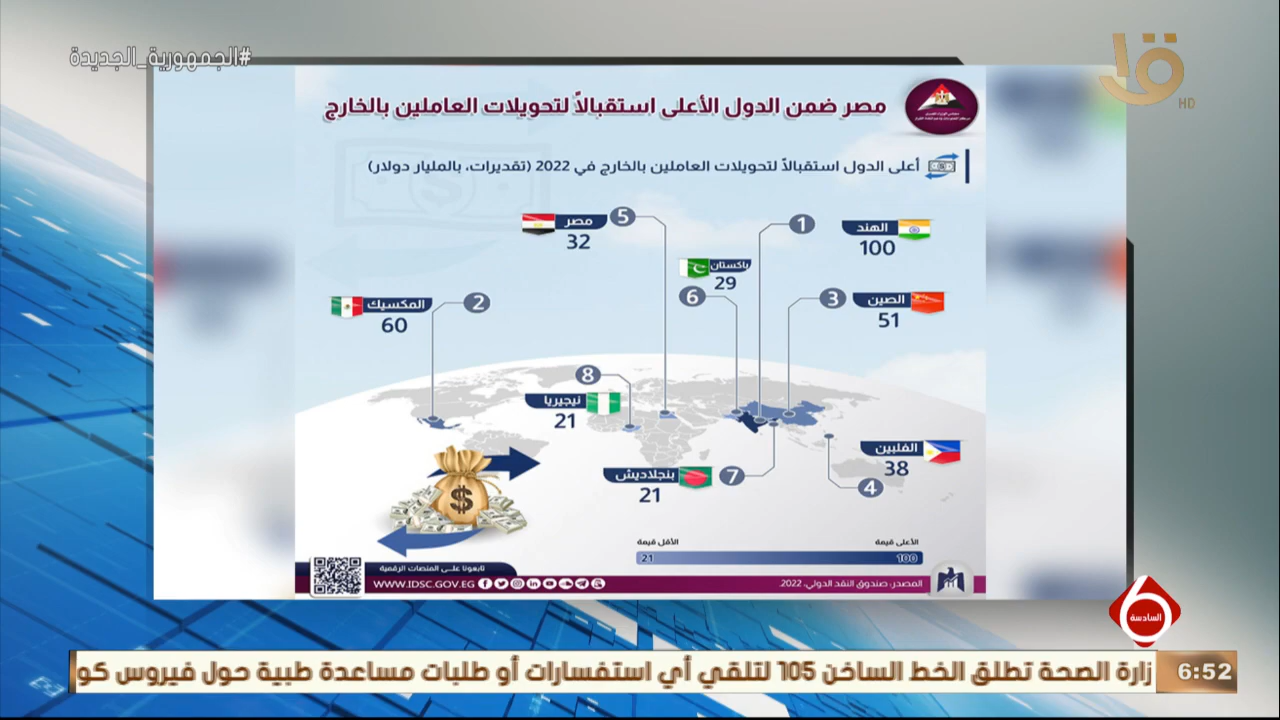 #الجمهورية_الجديدة
HD
مصر ضمن الدول الأعلى استقبالاً لتحويلات العاملين بالخارج
أعلى الدول استقبالاً لتحويلات العاملين بالخارج في 2022 (تقديرات، بالمليار دولار)
1
الهند
100
5
مصر
32
باكستان
29
6
3
الصين
51
2
المكسيك
60
8
نيجيريا
21
الفلبين
38
4
7
بنجلاديش
21
الأعلى قيمة
الأقل قيمة
100
21
تابعونا على المنصات الرقمية
WWW.IDSC.GOV.EG
المصدر: صندوق النقد الدولي، 2022.
السادسة
6:52
زارة الصحة تطلق الخط الساخن 105 لتلقي أي استفسارات أو طلبات مساعدة طبية حول فيروس كو